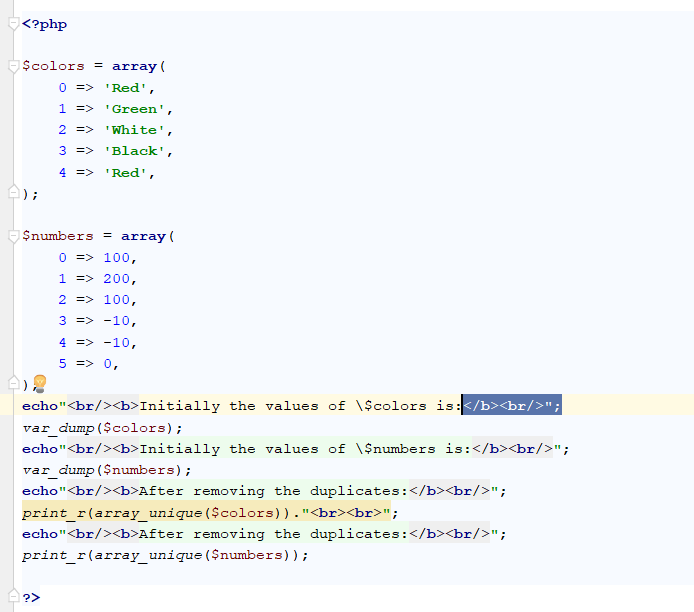 <?php
$colors = array(
0 => 'Red',
1 => 'Green',
2 => 'White',
3 => 'Black',
4 => 'Red',
);
$numbers = array(
0 => 100,
1 => 200,
2 => 100,
3 => -10,
4 => -10,
5 => 0,
);
echo"<br/><b>Initially the values of \$colors is:</b><br/>";
var_dump($colors);
echo"<br/><b>Initially the values of \$numbers is:</b><br/>";
var_dump($numbers);
echo"<br/><b>After removing the duplicates:</b><br/>";
print_r(array_unique($colors))."<br><br>";
echo"<br/><b>After removing the duplicates:</b><br/>";
print_r(array_unique($numbers));
?>